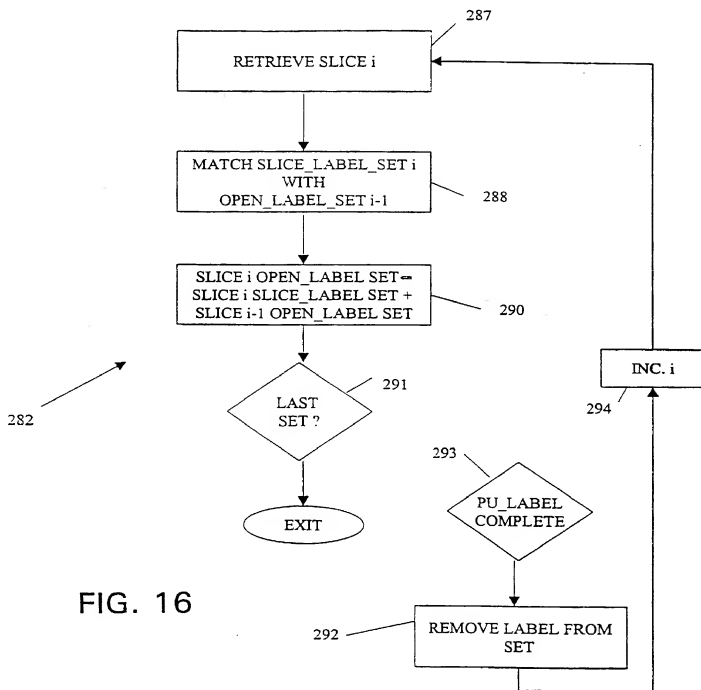 287
RETRIEVE SLICE i
MATCH SLICE_LABEL_SET i
WITH
OPEN_LABEL_SET i-1
288
SLICE i OPEN_LABEL SET=
SLICE i SLICE_LABEL SET +
SLICE i-1 OPEN_LABEL SET
290
INC. i
294
291
LAST
SET ?
282
293
PU_LABEL
COMPLETE
EXIT
FIG. 16
292
REMOVE LABEL FROM
SET